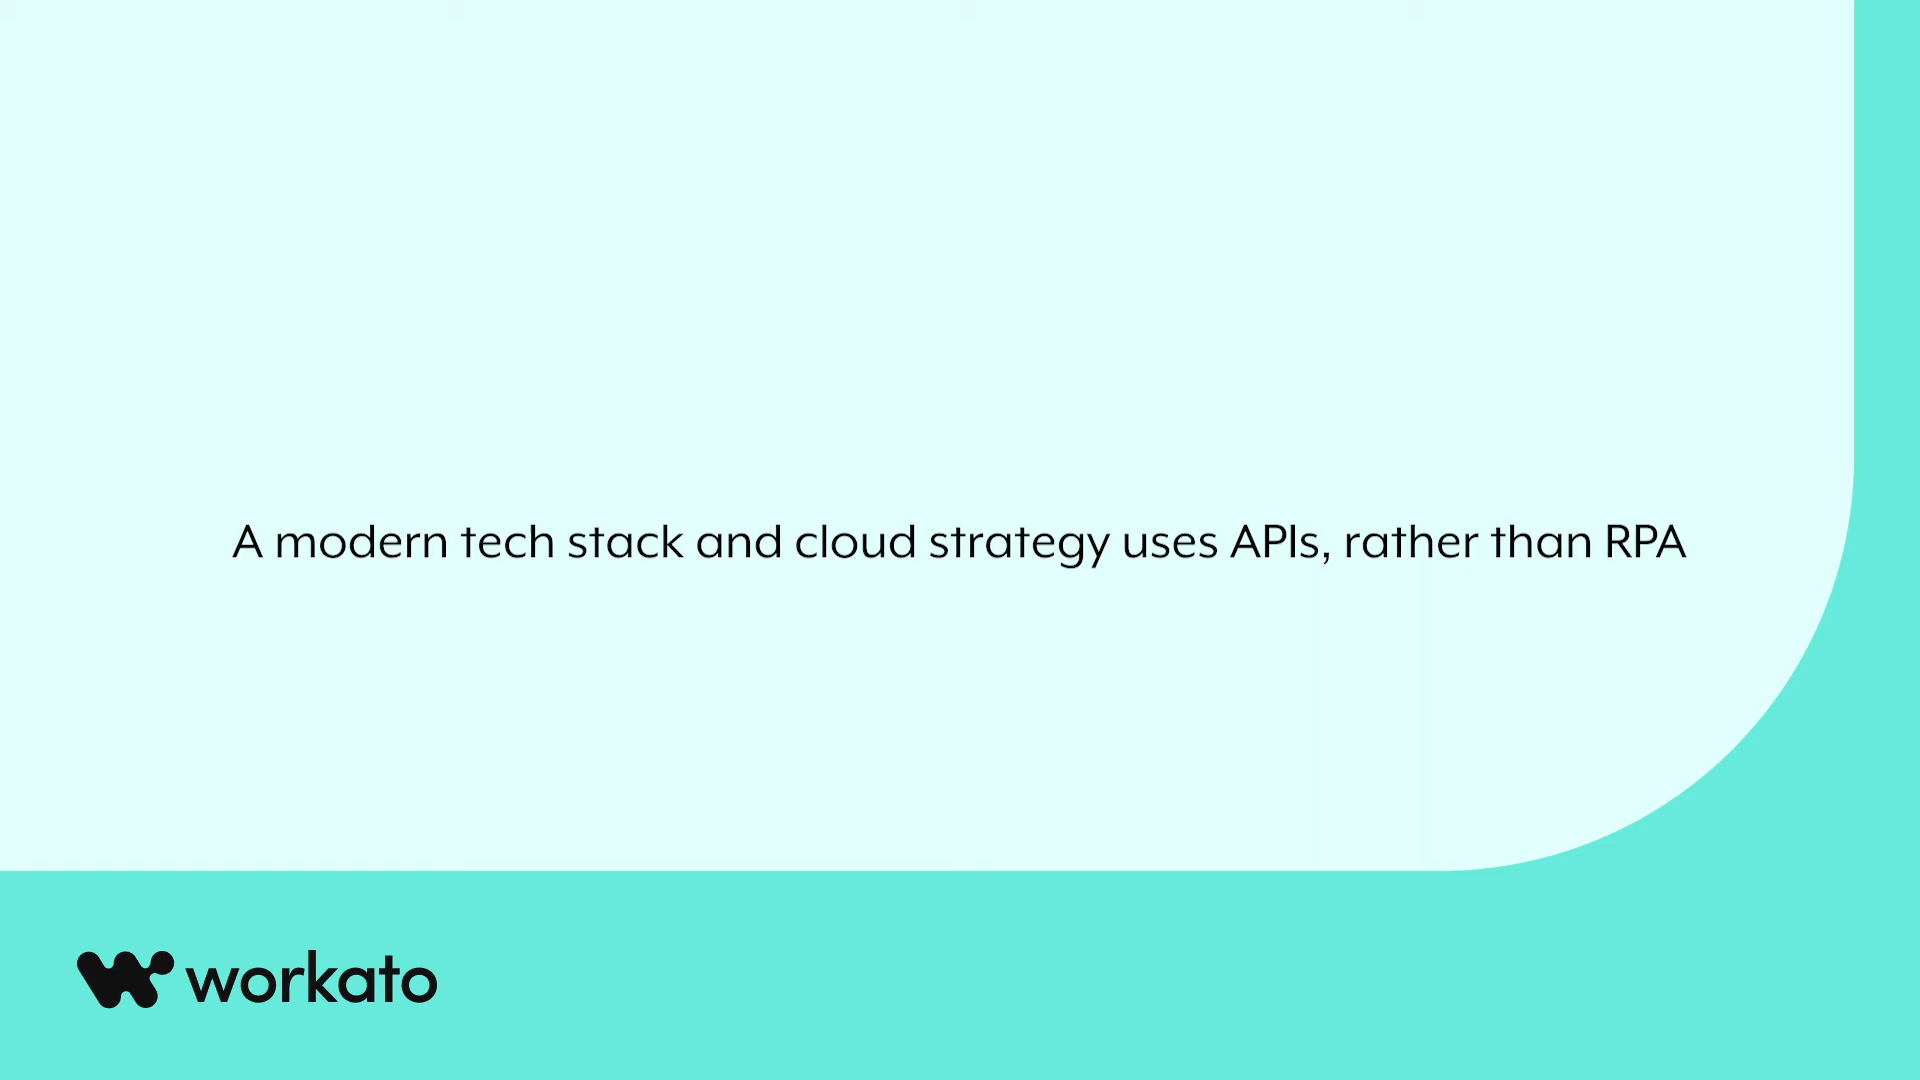 A modern tech stack and cloud strategy uses APIs, rather than RPA
workato